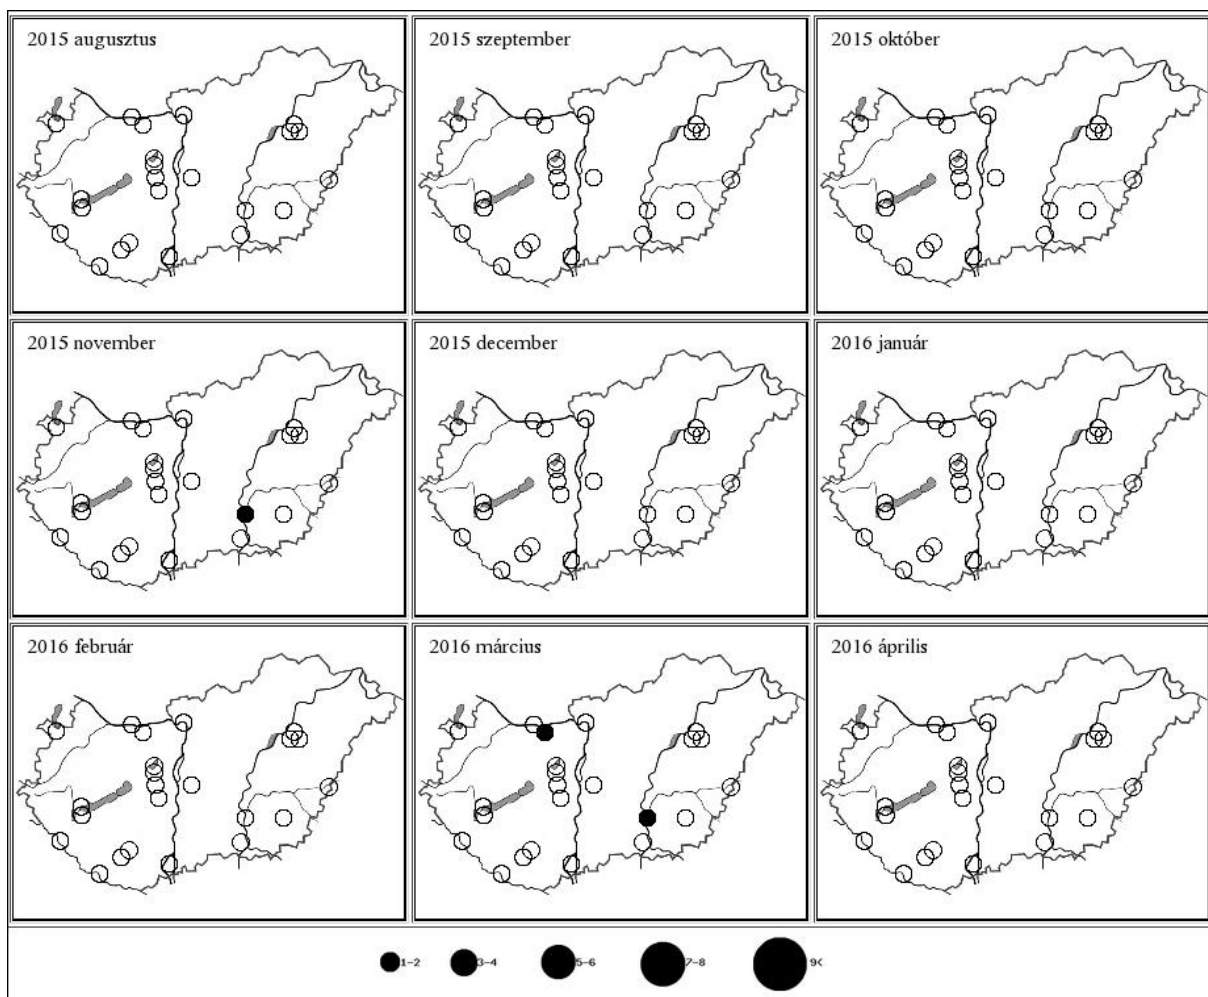 2015 augusztus
2015 szeptember
2015 október
2015 november
2015 december
2016 január
2016 február
2016 március
2016 április
1-2 3-4 5-6 7-8 9<